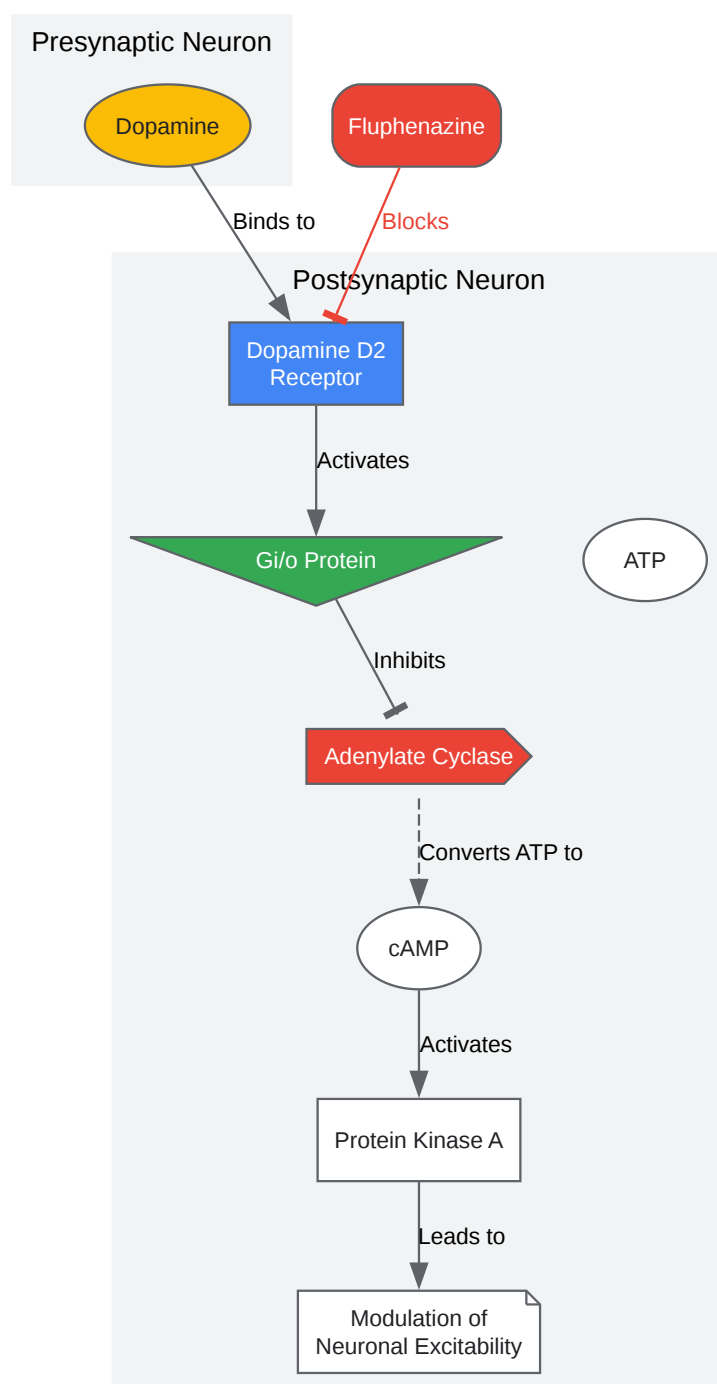 Presynaptic Neuron
Dopamine
Fluphenazine
Binds to
Blocks
Postsynaptic Neuron
Dopamine D2
Receptor
Activates
Gi/o Protein
ATP
Inhibits
Adenylate Cyclase
Converts ATP to
cAMP
Activates
Protein Kinase A
Leads to
Modulation of
Neuronal Excitability